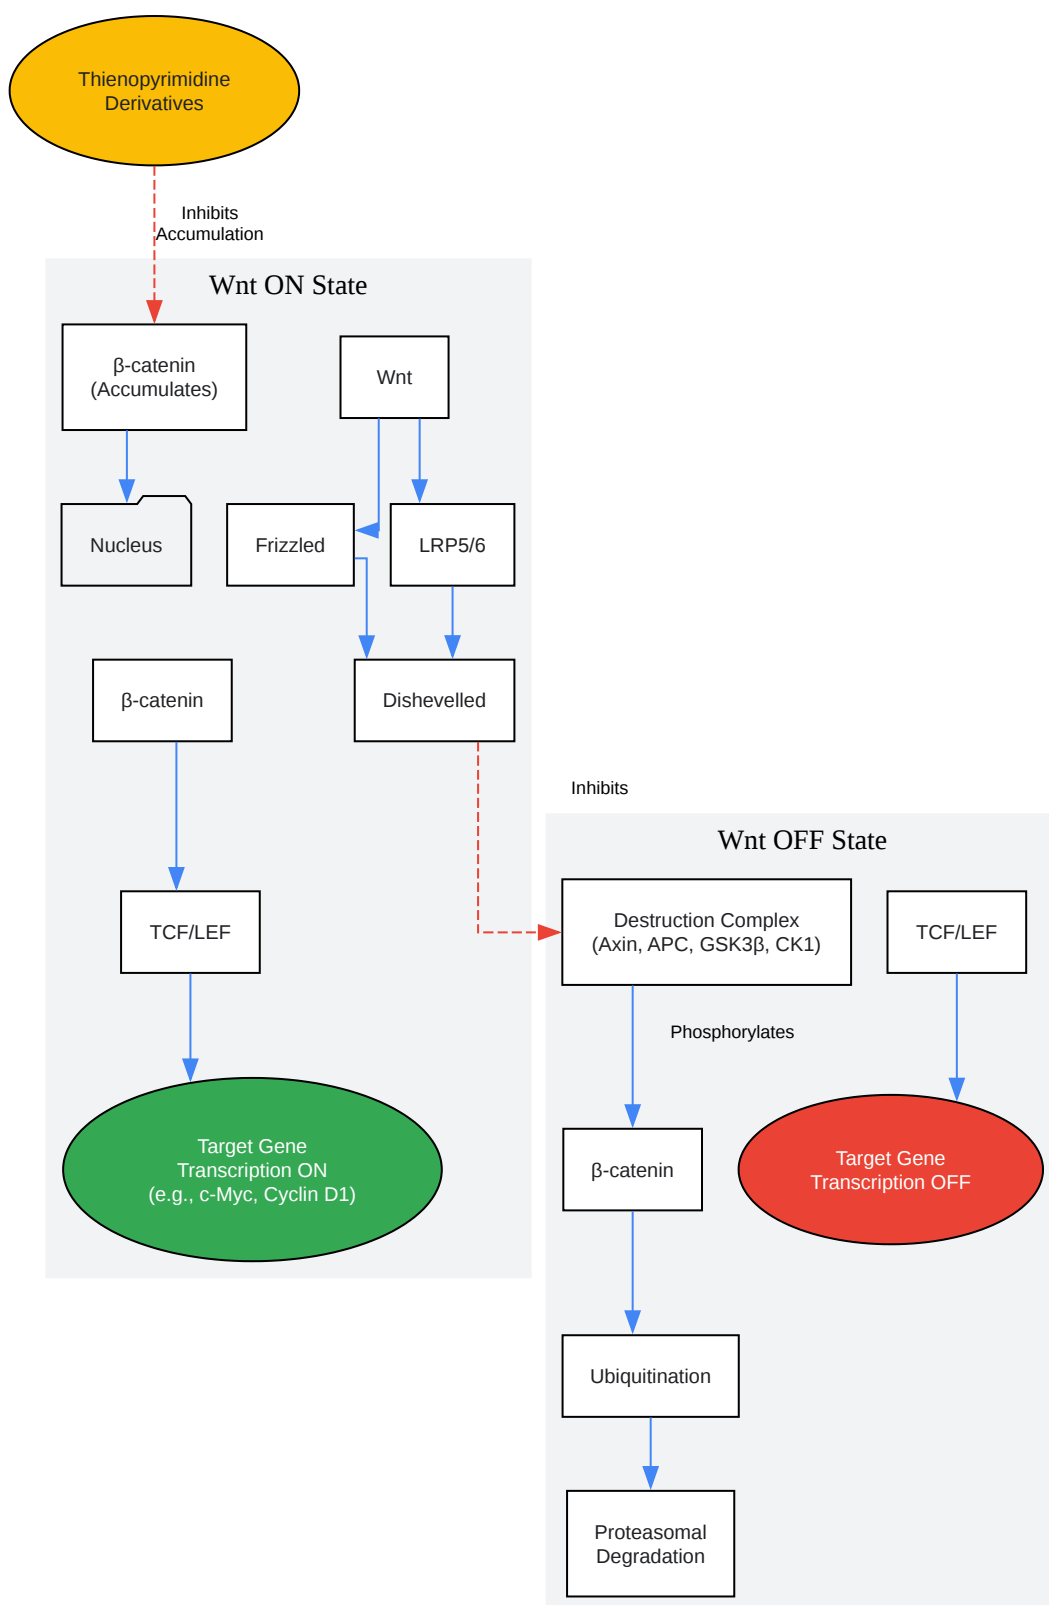 Thienopyrimidine
Derivatives
Inhibits
Accumulation
Wnt ON State
β-catenin
(Accumulates)
Wnt
Nucleus
Frizzled
LRP5/6
β-catenin
Dishevelled
TCF/LEF
Target Gene
Transcription ON
(e.g., c-Myc, Cyclin D1)
Inhibits
Wnt OFF State
Destruction Complex
(Axin, APC, GSK3β, CK1)
TCF/LEF
Phosphorylates
β-catenin
Target Gene
Transcription OFF
Ubiquitination
Proteasomal
Degradation